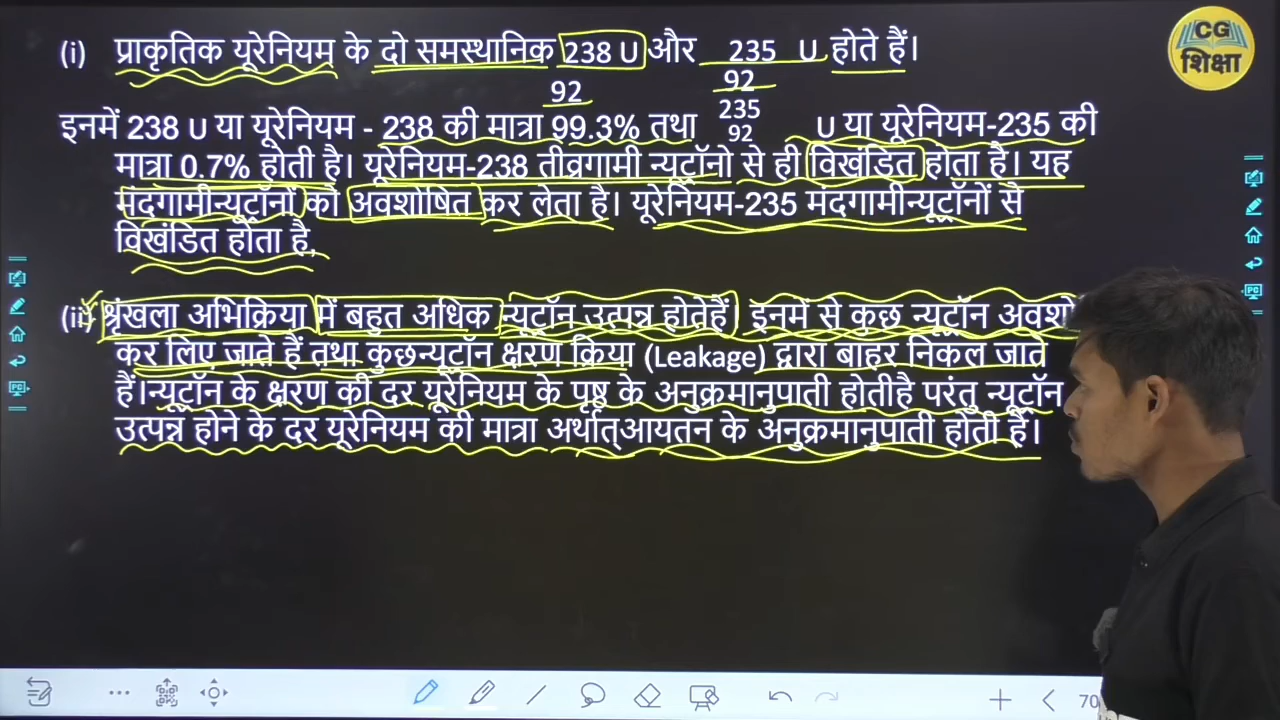 CG
शिक्षा
(i) प्राकृतिक यूरेनियम के दो समस्थानिक 238 U और 235 U होते हैं।
92 92
235
इनमें 238 U या यूरेनियम - 238 की मात्रा 99.3% तथा 92 U या यूरेनियम-235 की
मात्रा 0.7% होती है। यूरेनियम-238 तीव्रगामी न्यूट्रॉनो से ही विखंडित होता है। यह
मंदगामीन्यूट्रॉनों को अवशोषित कर लेता है। यूरेनियम-235 मंदगामीन्यूट्रॉनों से
विखंडित होता है,
(ii) श्रृंखला अभिक्रिया में बहुत अधिक न्यूट्रॉन उत्पन्न होतेहैं। इनमें से कुछ न्यूट्रॉन
कर लिए जाते हैं तथा कुछन्यूट्रॉन क्षरण क्रिया (Leakage) द्वारा बाहर निकल जाते
हैं।न्यूट्रॉन के क्षरण की दर यूरेनियम के पृष्ठ के अनुक्रमानुपाती होतीहै परंतु न्यूट्रॉन
उत्पन्न होने के दर यूरेनियम की मात्रा अर्थात्आयतन के अनुक्रमानुपाती होती है।
PC
PC
70